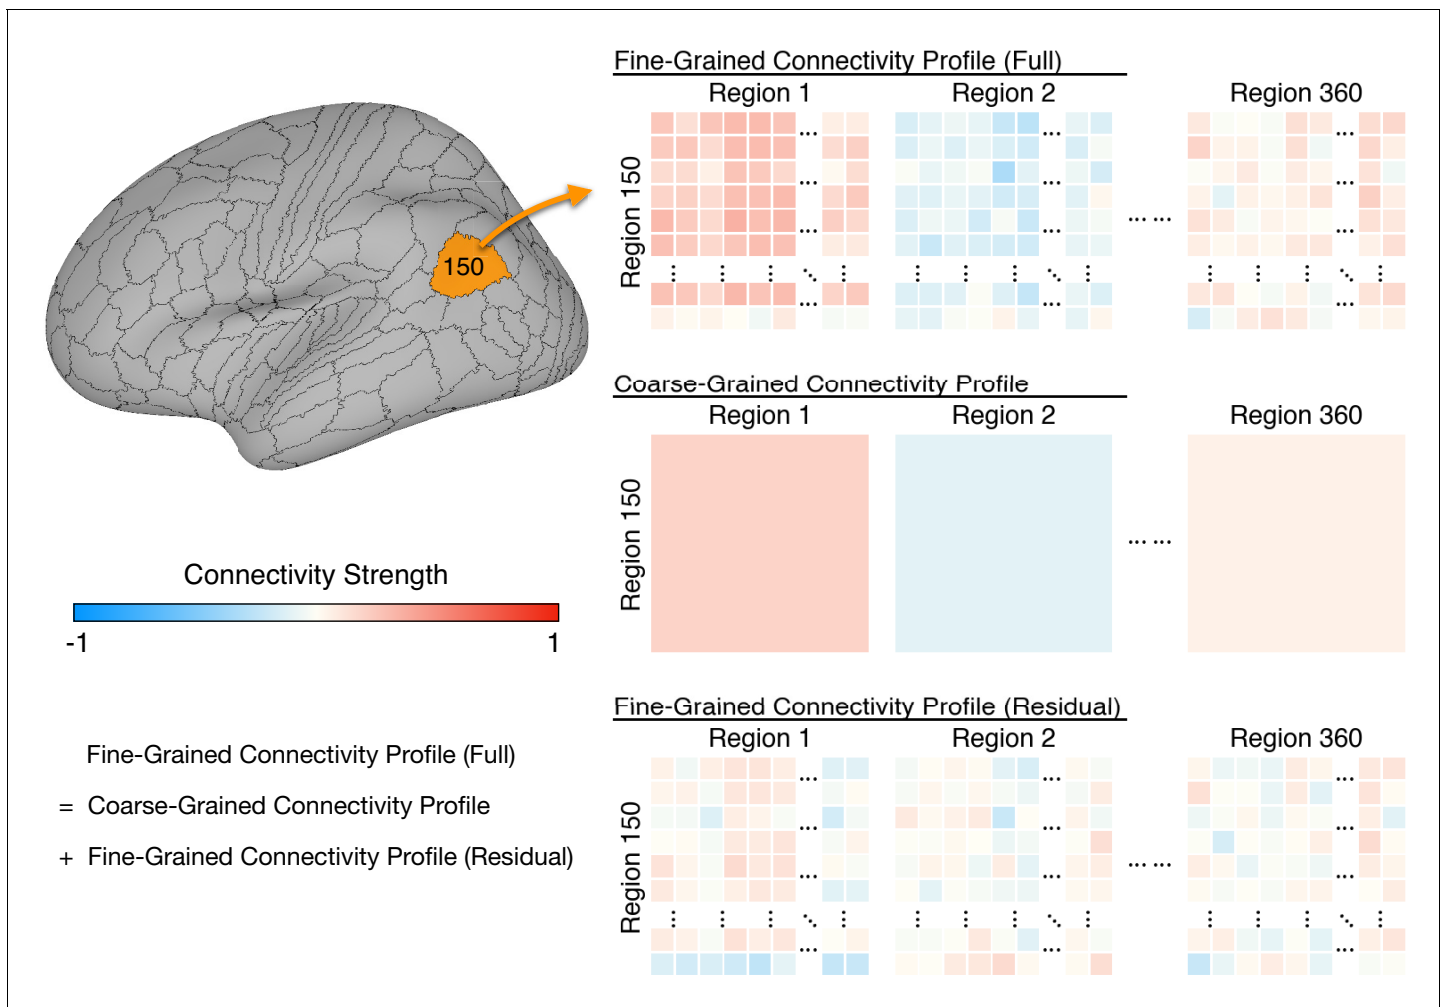 Fine-Grained Connectivity Profile (Full)
Region 1 Region 2 Region 360
Region 150
... ... ...
... ...
150
Coarse-Grained Connectivity Profile
Region 1 Region 2 Region 360
Region 150
... ...
Connectivity Strength
-1 1
Fine-Grained Connectivity Profile (Residual)
Region 1 Region 2 Region 360
Region 150
... ...
Fine-Grained Connectivity Profile (Full)
= Coarse-Grained Connectivity Profile
+ Fine-Grained Connectivity Profile (Residual)